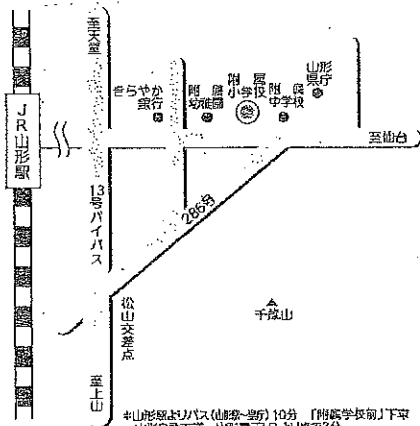 至天童
きらやか
銀行
附属
幼稚園
附属
小学校
附属
中学校
山形
県庁
JR山形駅
至仙台
13号バイパス
286号
松山交差点
千歳山
至上山
*山形駅よりバス(山形~県庁)10分 「附属学校前」下車